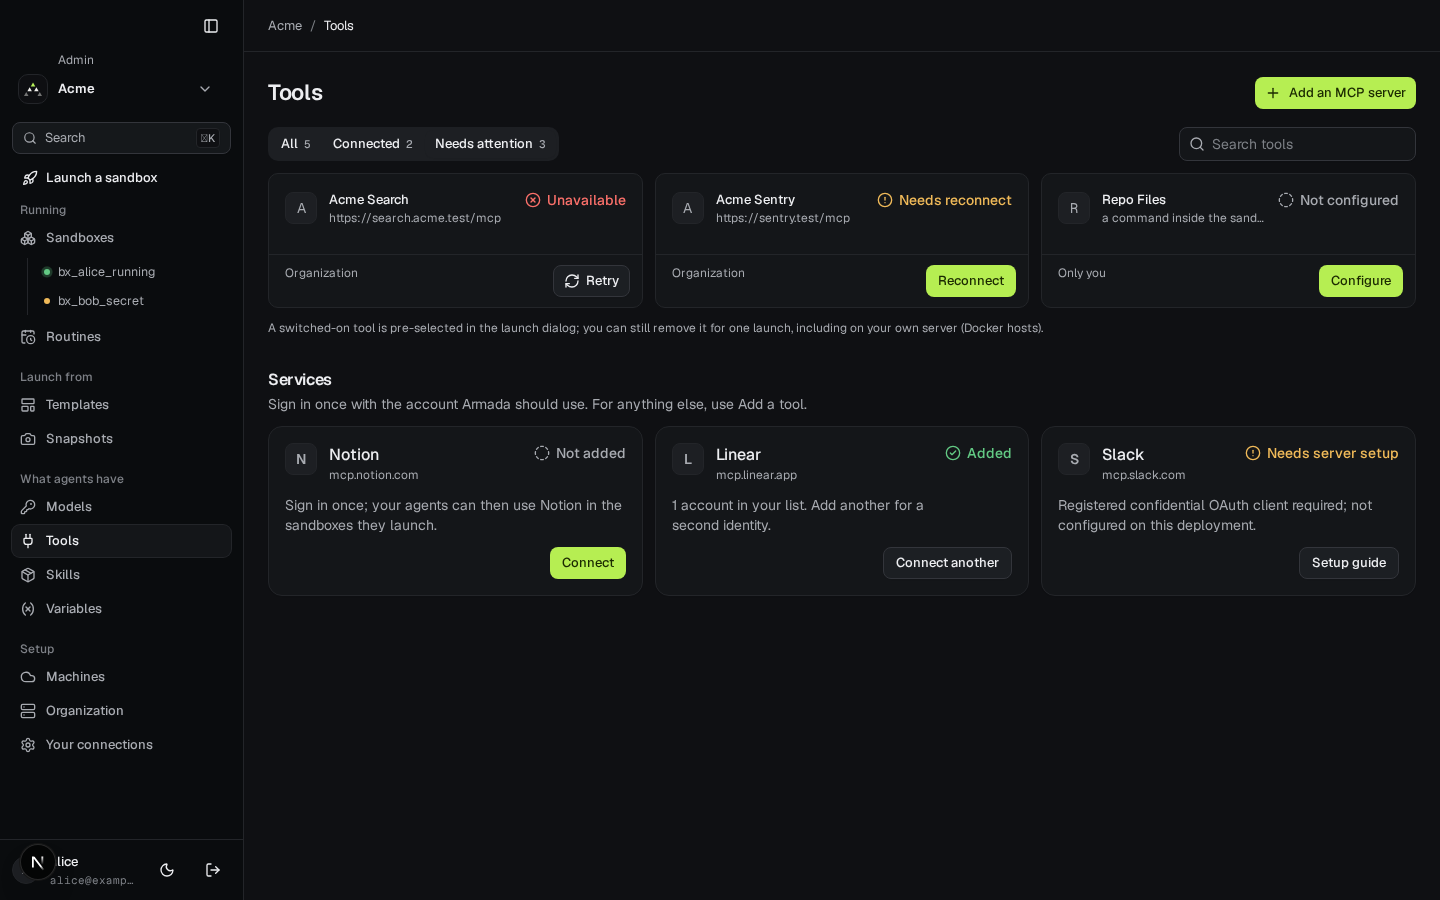 Admin
Acme
Search
K
Launch a sandbox
Running
Sandboxes
bx_alice_running
bx_bob_secret
Routines
Launch from
Templates
Snapshots
What agents have
Models
Tools
Skills
Variables
Setup
Machines
Organization
Your connections
N
lice
alice@examp…
Acme / Tools
Tools
Add an MCP server
All 5 Connected 2 Needs attention 3
Search tools
A
Acme Search
https://search.acme.test/mcp
Unavailable
Organization
Retry
A
Acme Sentry
https://sentry.test/mcp
Needs reconnect
Organization
Reconnect
R
Repo Files
a command inside the sand…
Not configured
Only you
Configure
A switched-on tool is pre-selected in the launch dialog; you can still remove it for one launch, including on your own server (Docker hosts).
Services
Sign in once with the account Armada should use. For anything else, use Add a tool.
N
Notion
mcp.notion.com
Not added
Sign in once; your agents can then use Notion in the
sandboxes they launch.
Connect
L
Linear
mcp.linear.app
Added
1 account in your list. Add another for a
second identity.
Connect another
S
Slack
mcp.slack.com
Needs server setup
Registered confidential OAuth client required; not
configured on this deployment.
Setup guide